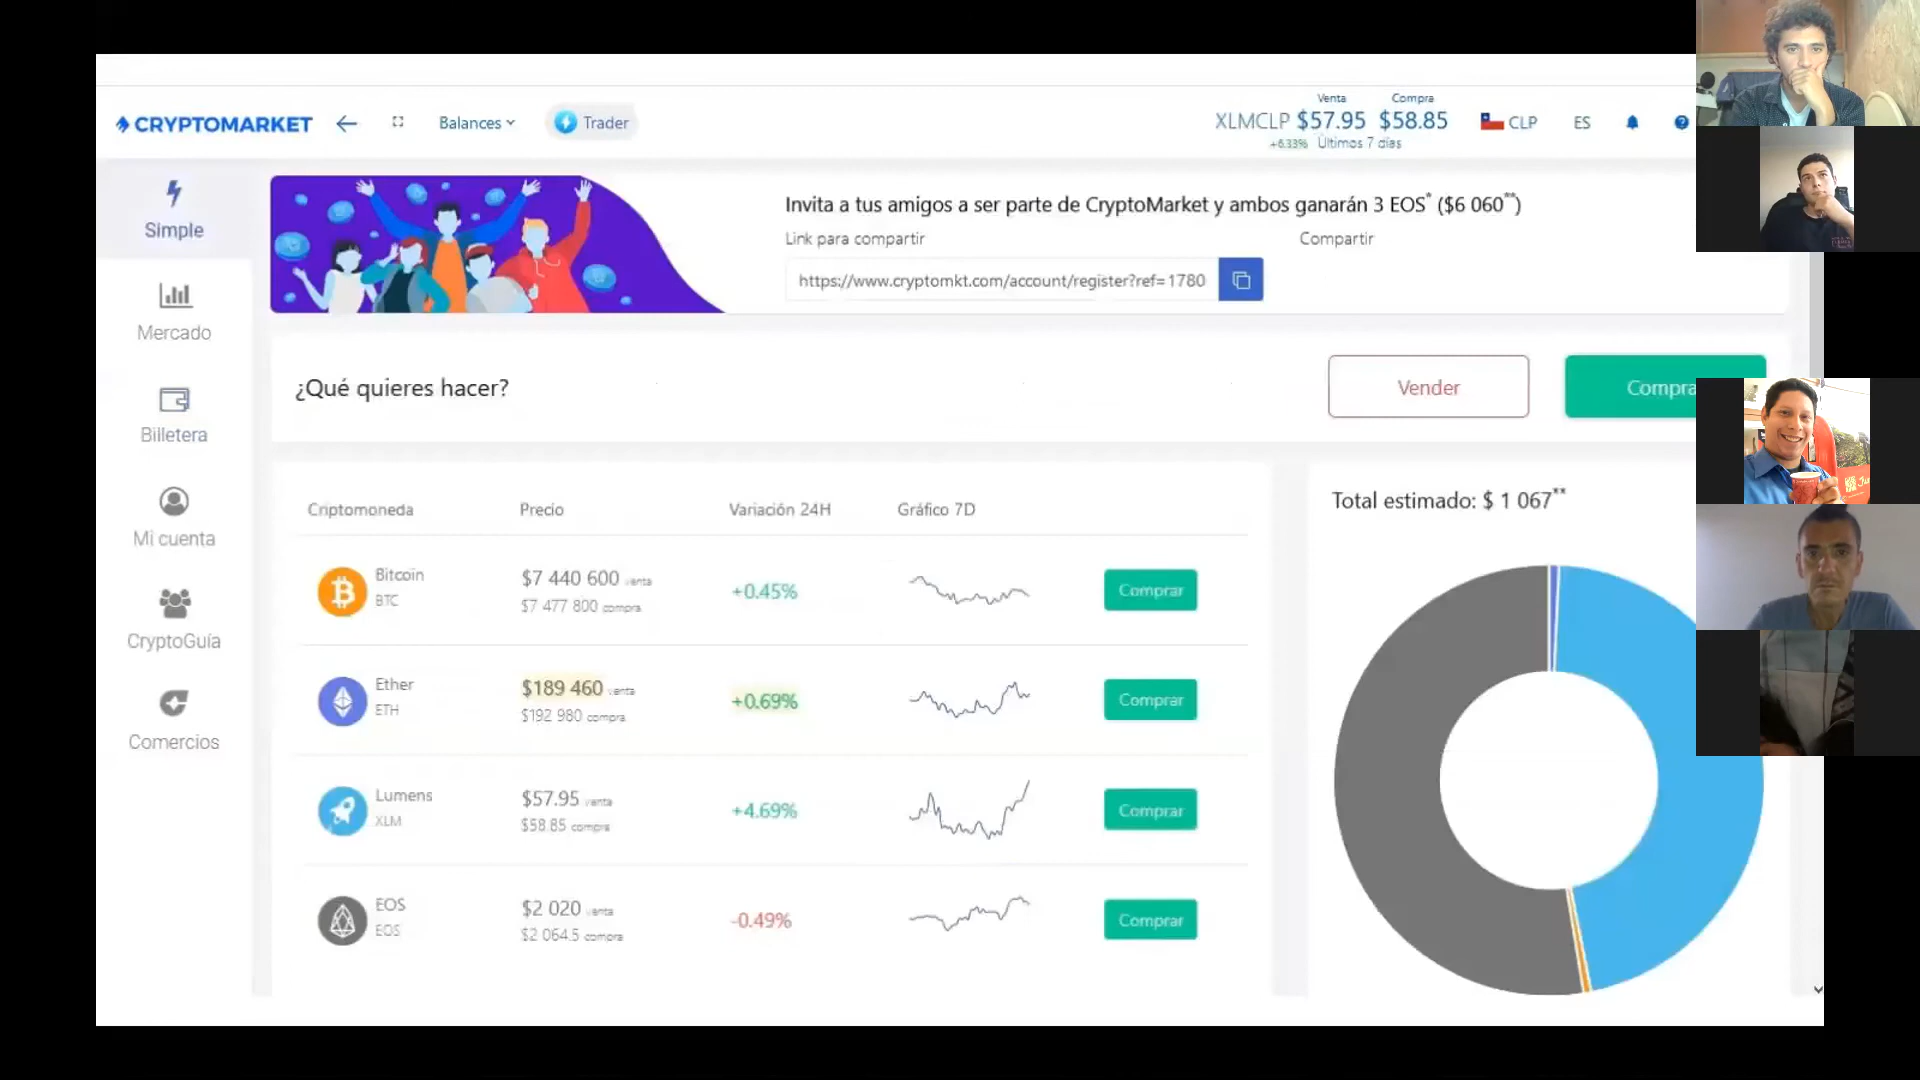 CRYPTOMARKET
Balances
Trader
XLMCLP
Venta
$57.95
Compra
$58.85
+6.33% Últimos 7 días
CLP
ES
Simple
Mercado
Billetera
Mi cuenta
CryptoGuía
Comercios
Invita a tus amigos a ser parte de CryptoMarket y ambos ganarán 3 EOS* ($6 060**)
Link para compartir
Compartir
https://www.cryptomkt.com/account/register?ref=1780
¿Qué quieres hacer?
Vender
Compra
Criptomoneda Precio Variación 24H Gráfico 7D
Bitcoin
BTC
$7 440 600 venta
$7 477 800 compra
+0.45%
Comprar
Ether
ETH
$189 460 venta
$192 980 compra
+0.69%
Comprar
Lumens
XLM
$57.95 venta
$58.85 compra
+4.69%
Comprar
EOS
EOS
$2 020 venta
$2 064.5 compra
-0.49%
Comprar
Total estimado: $ 1 067**